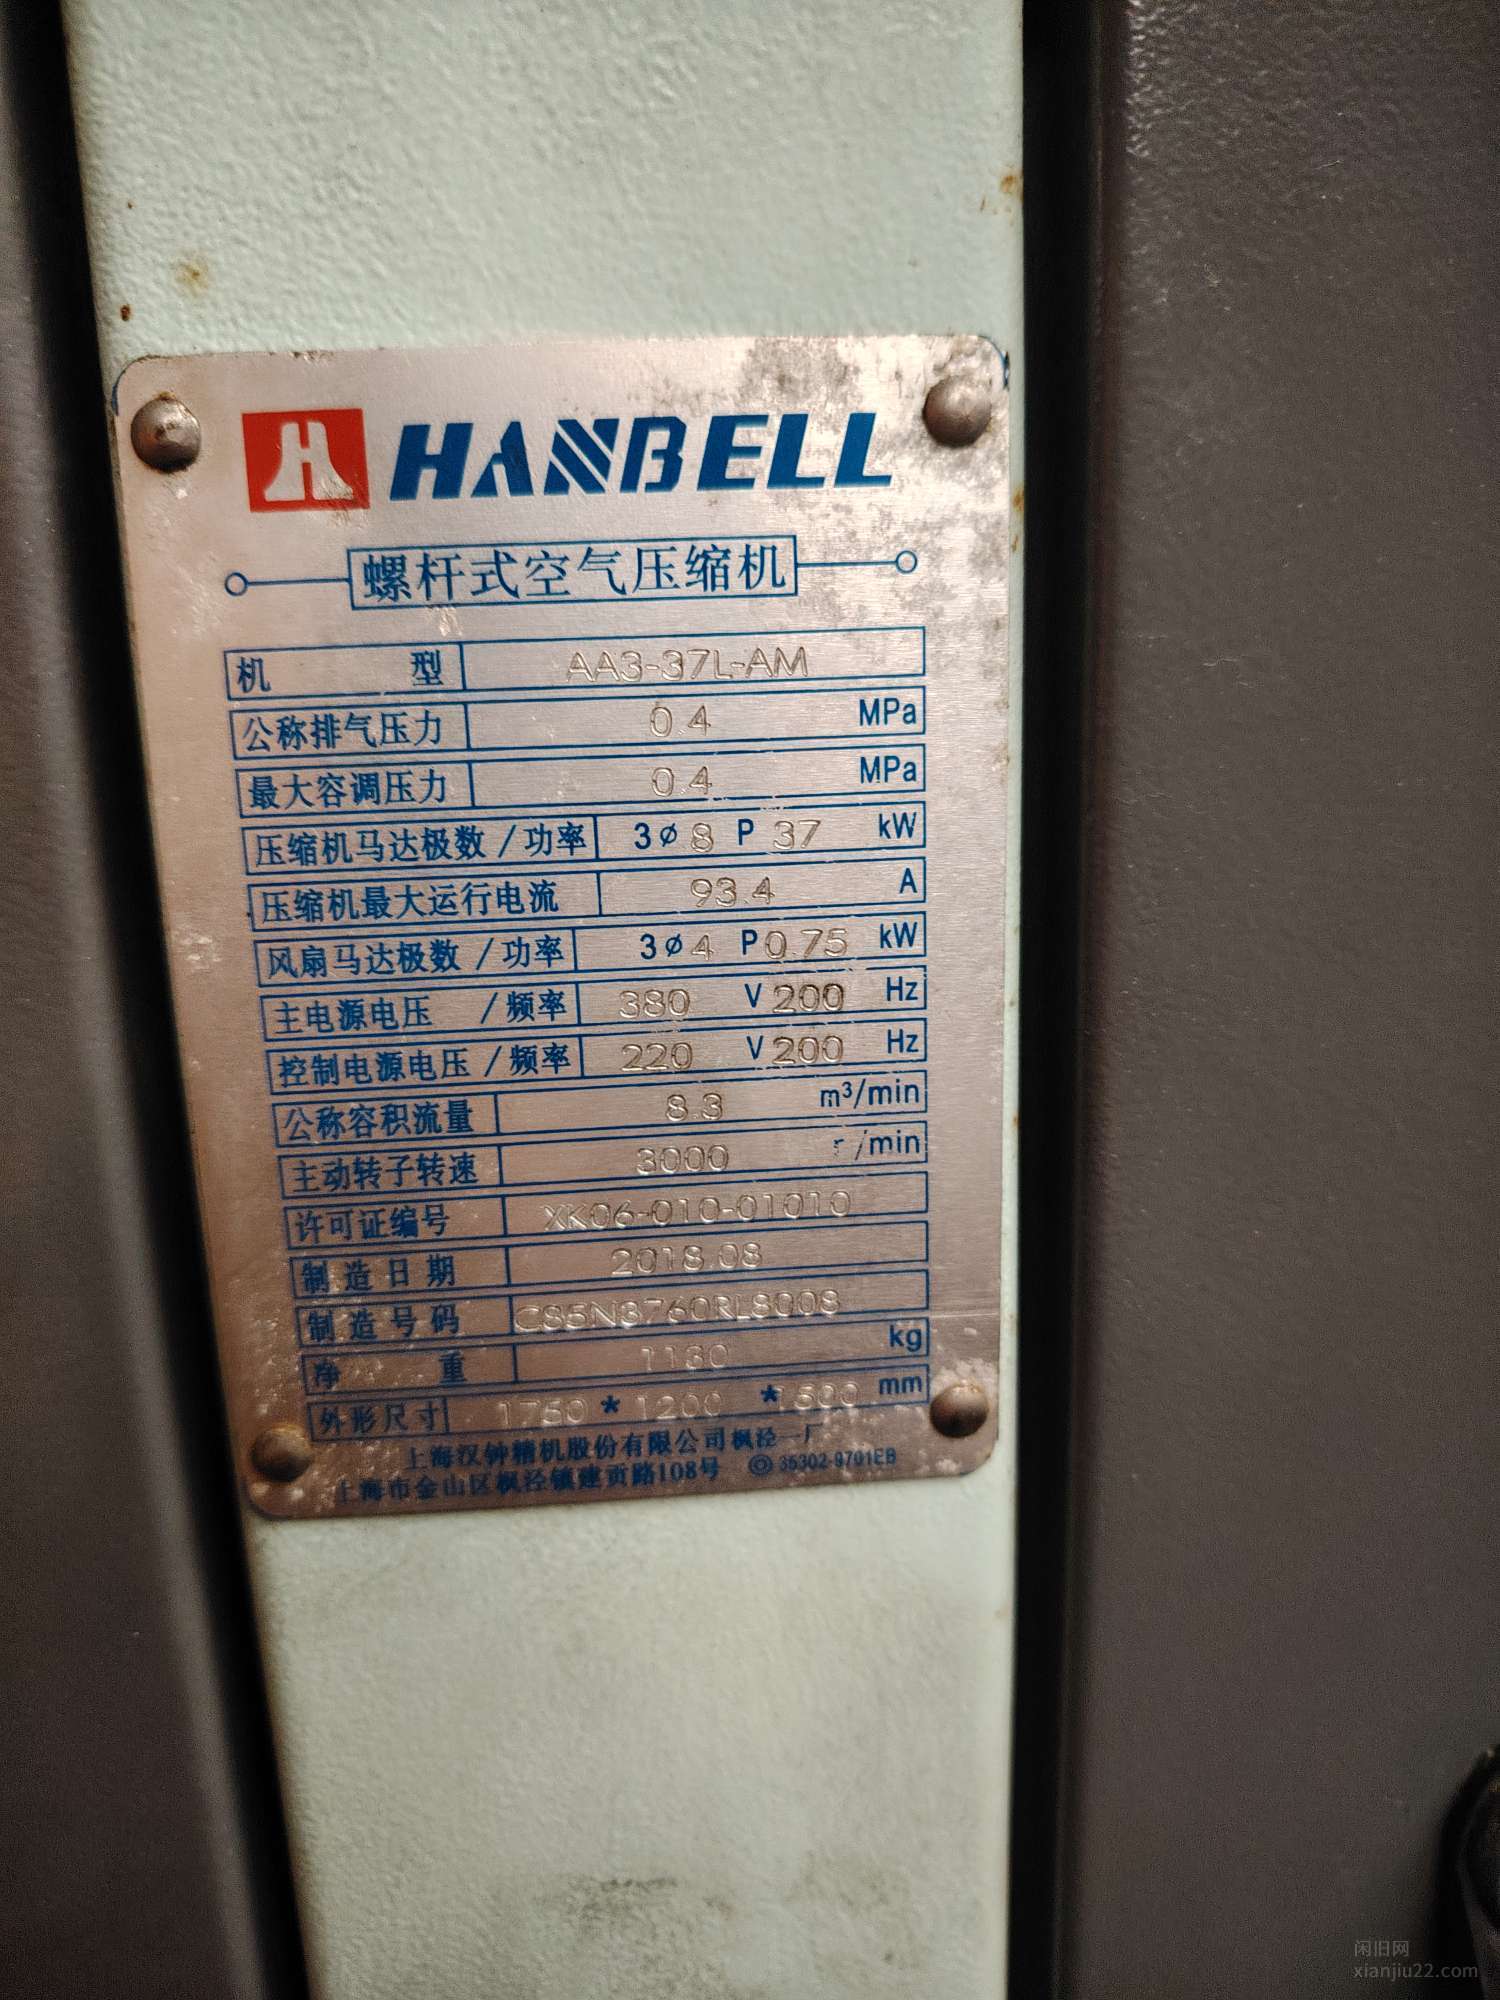 HANBELL
螺杆式空气压缩机
机 型 AA3-37L-AM
公称排气压力 0.4 MPa
最大容调压力 0.4 MPa
压缩机马达极数/功率 3ø 8 P 37 kW
压缩机最大运行电流 93.4 A
风扇马达极数/功率 3ø 4 P 0.75 kW
主电源电压 /频率 380 V 200 Hz
控制电源电压/频率 220 V 200 Hz
公称容积流量 8.3 m³/min
主动转子转速 3000 r/min
许可证编号 XK06-010-01010
制造日期 2018.08
制造号码 C85N3760RL8008
净 重 1130 kg
外形尺寸 1750 * 1200 * 1500 mm
上海汉钟精机股份有限公司枫泾一厂
上海市金山区枫泾镇建贡路108号 ◎ 35302-9701EB
闲旧网
xianjiu22.com